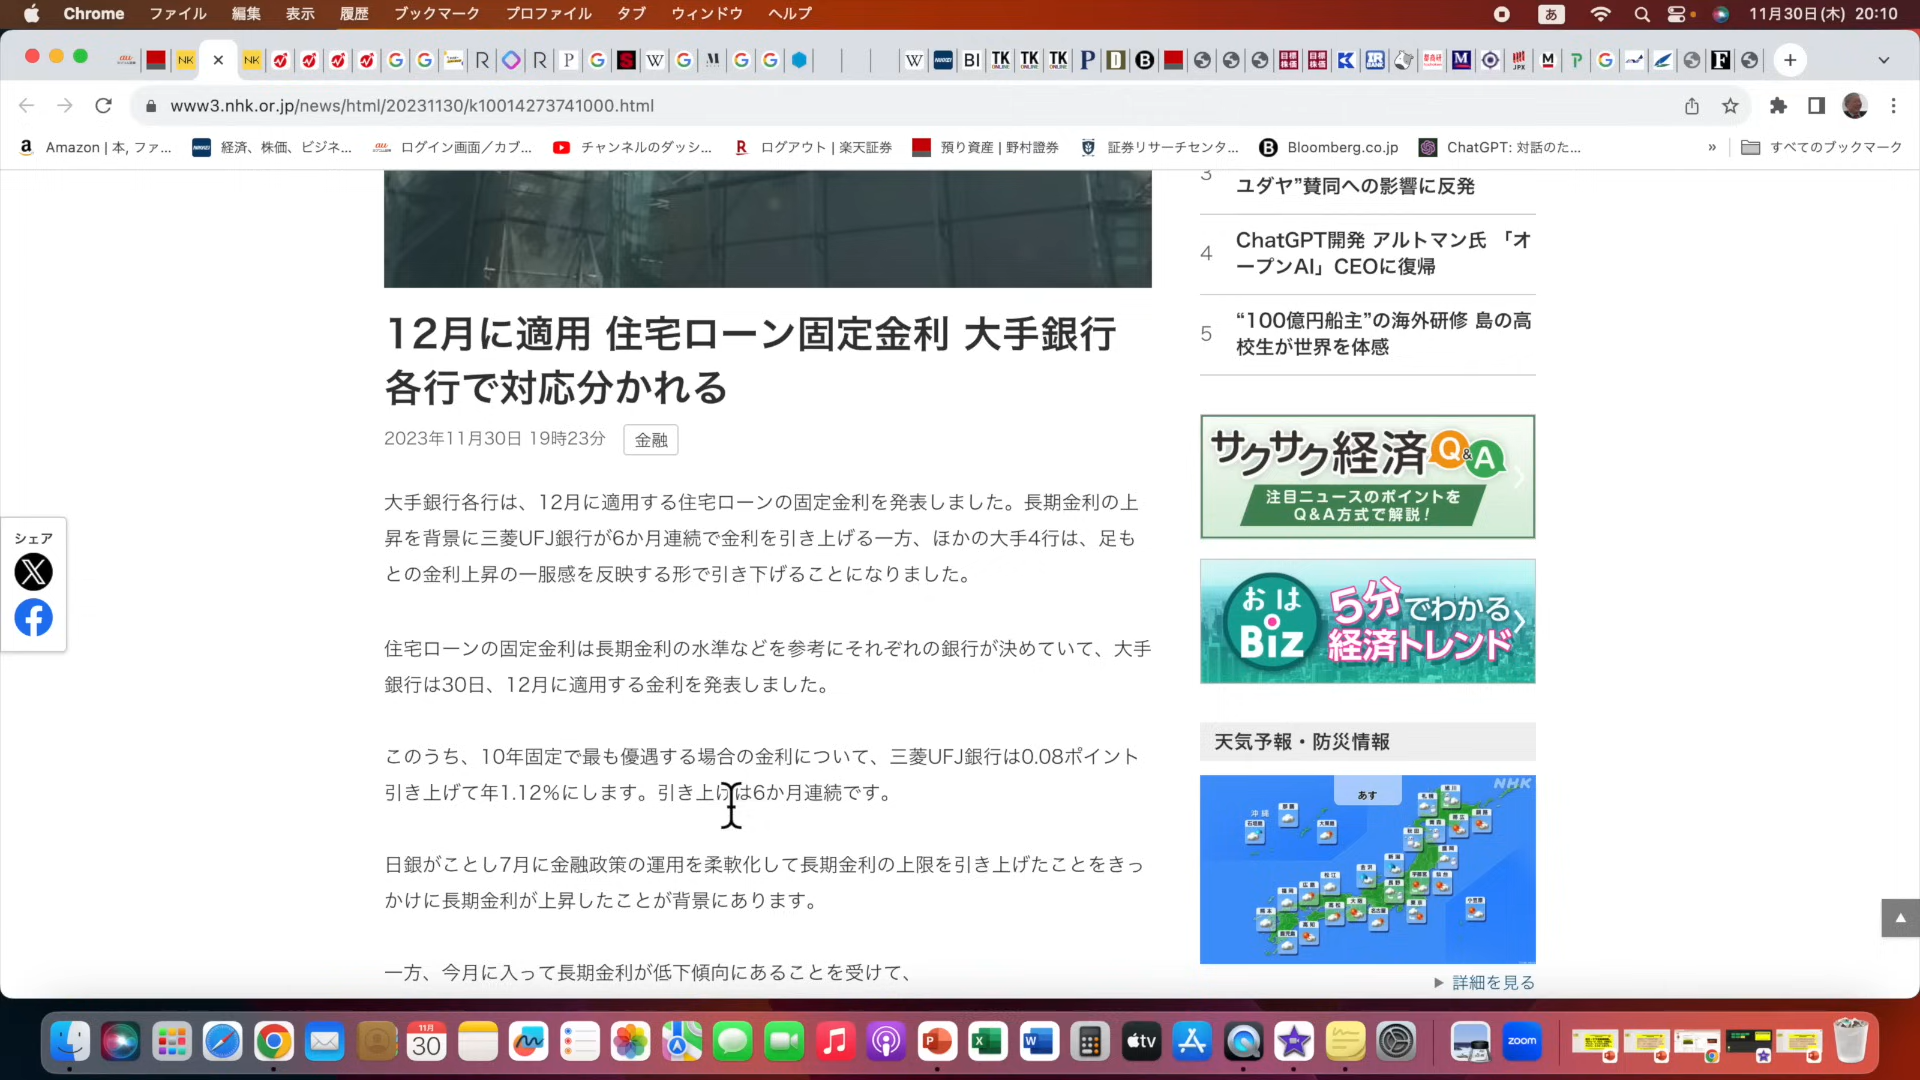 Chrome ファイル 編集 表示 履歴 ブックマーク プロファイル タブ ウィンドウ ヘルプ
あ 11月30日(木) 20:10
www3.nhk.or.jp/news/html/20231130/k10014273741000.html
Amazon | 本, ファ... 経済、株価、ビジネ... ログイン画面／カブ... チャンネルのダッシ... ログアウト | 楽天証券 預り資産 | 野村證券 証券リサーチセンタ... Bloomberg.co.jp ChatGPT: 対話のた... » すべてのブックマーク
12月に適用 住宅ローン固定金利 大手銀行
各行で対応分かれる
2023年11月30日 19時23分 金融
大手銀行各行は、12月に適用する住宅ローンの固定金利を発表しました。長期金利の上
昇を背景に三菱UFJ銀行が6か月連続で金利を引き上げる一方、ほかの大手4行は、足も
との金利上昇の一服感を反映する形で引き下げることになりました。
住宅ローンの固定金利は長期金利の水準などを参考にそれぞれの銀行が決めていて、大手
銀行は30日、12月に適用する金利を発表しました。
このうち、10年固定で最も優遇する場合の金利について、三菱UFJ銀行は0.08ポイント
引き上げて年1.12%にします。引き上げは6か月連続です。
日銀がことし7月に金融政策の運用を柔軟化して長期金利の上限を引き上げたことをきっ
かけに長期金利が上昇したことが背景にあります。
一方、今月に入って長期金利が低下傾向にあることを受けて、
シェア
3
ユダヤ”賛同への影響に反発
4
ChatGPT開発 アルトマン氏 「オ
ープンAI」CEOに復帰
5
“100億円船主”の海外研修 島の高
校生が世界を体感
サクサク経済Q&A
注目ニュースのポイントを
Q&A方式で解説！
おはBiz
5分でわかる
経済トレンド
天気予報・防災情報
あす
NHK
沖縄
詳細を見る
11月
30
tv
zoom